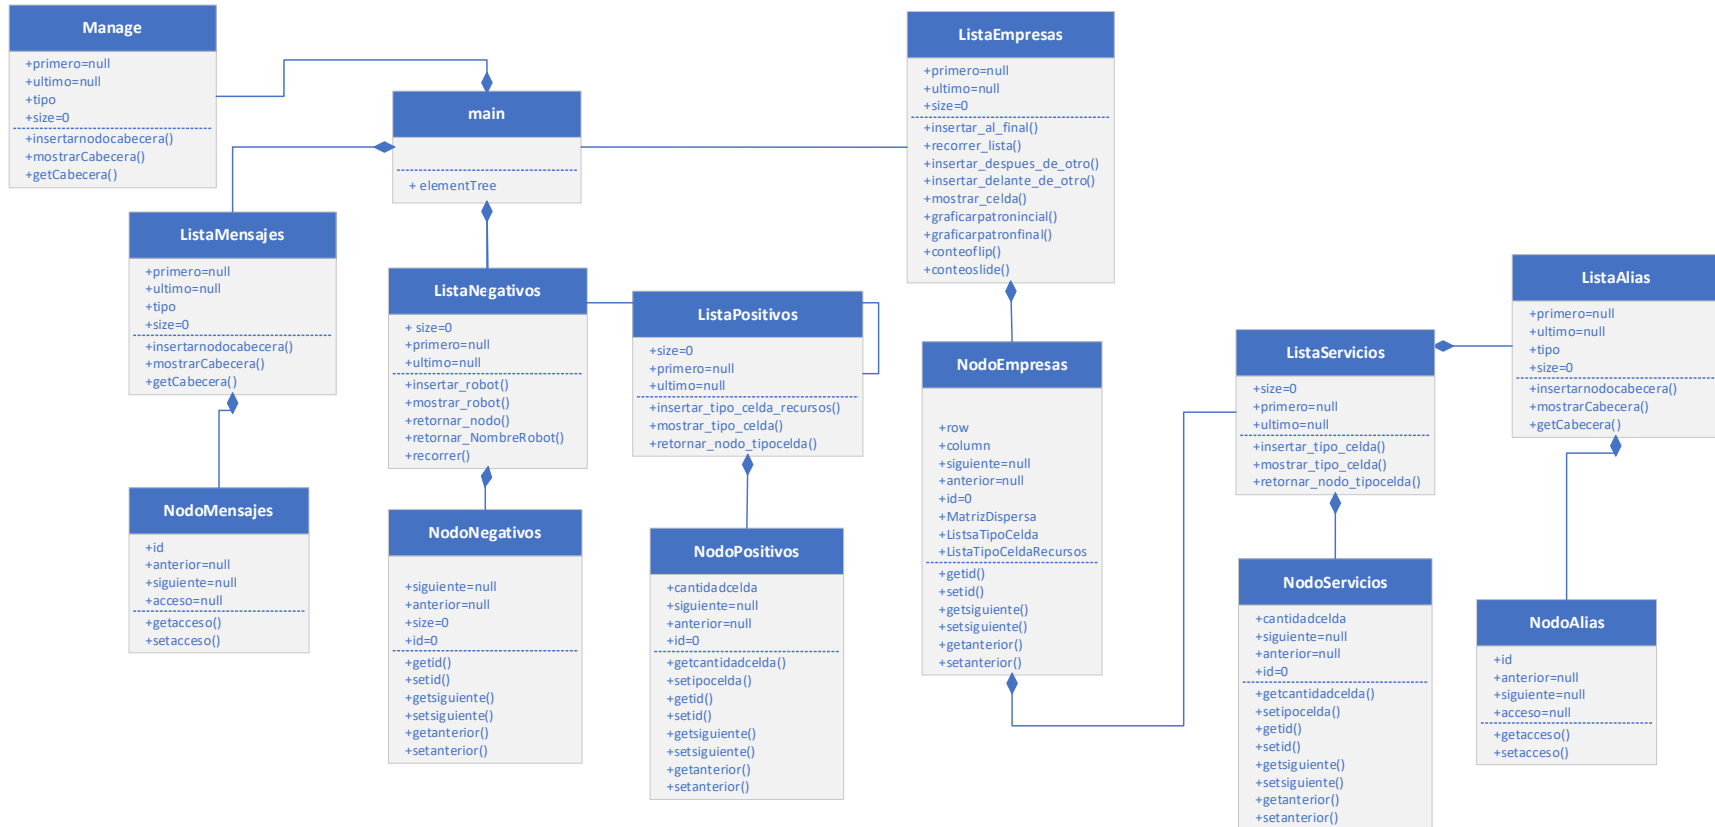 Manage
+primero=null
+ultimo=null
+tipo
+size=0
+insertarnodocabecera()
+mostrarCabecera()
+getCabecera()
main
+ elementTree
ListaEmpresas
+primero=null
+ultimo=null
+size=0
+insertar_al_final()
+recorrer_lista()
+insertar_despues_de_otro()
+insertar_delante_de_otro()
+mostrar_celda()
+graficarpatronincial()
+graficarpatronfinal()
+conteoflip()
+conteoslide()
ListaMensajes
+primero=null
+ultimo=null
+tipo
+size=0
+insertarnodocabecera()
+mostrarCabecera()
+getCabecera()
ListaNegativos
+ size=0
+primero=null
+ultimo=null
+insertar_robot()
+mostrar_robot()
+retornar_nodo()
+retornar_NombreRobot()
+recorrer()
ListaPositivos
+size=0
+primero=null
+ultimo=null
+insertar_tipo_celda_recursos()
+mostrar_tipo_celda()
+retornar_nodo_tipocelda()
NodoEmpresas
+row
+column
+siguiente=null
+anterior=null
+id=0
+MatrizDispersa
+ListsaTipoCelda
+ListaTipoCeldaRecursos
+getid()
+setid()
+getsiguiente()
+setsiguiente()
+getanterior()
+setanterior()
ListaServicios
+size=0
+primero=null
+ultimo=null
+insertar_tipo_celda()
+mostrar_tipo_celda()
+retornar_nodo_tipocelda()
ListaAlias
+primero=null
+ultimo=null
+tipo
+size=0
+insertarnodocabecera()
+mostrarCabecera()
+getCabecera()
NodoMensajes
+id
+anterior=null
+siguiente=null
+acceso=null
+getacceso()
+setacceso()
NodoNegativos
+siguiente=null
+anterior=null
+size=0
+id=0
+getid()
+setid()
+getsiguiente()
+setsiguiente()
+getanterior()
+setanterior()
NodoPositivos
+cantidadcelda
+siguiente=null
+anterior=null
+id=0
+getcantidadcelda()
+setipocelda()
+getid()
+setid()
+getsiguiente()
+setsiguiente()
+getanterior()
+setanterior()
NodoServicios
+cantidadcelda
+siguiente=null
+anterior=null
+id=0
+getcantidadcelda()
+setipocelda()
+getid()
+setid()
+getsiguiente()
+setsiguiente()
+getanterior()
+setanterior()
NodoAlias
+id
+anterior=null
+siguiente=null
+acceso=null
+getacceso()
+setacceso()